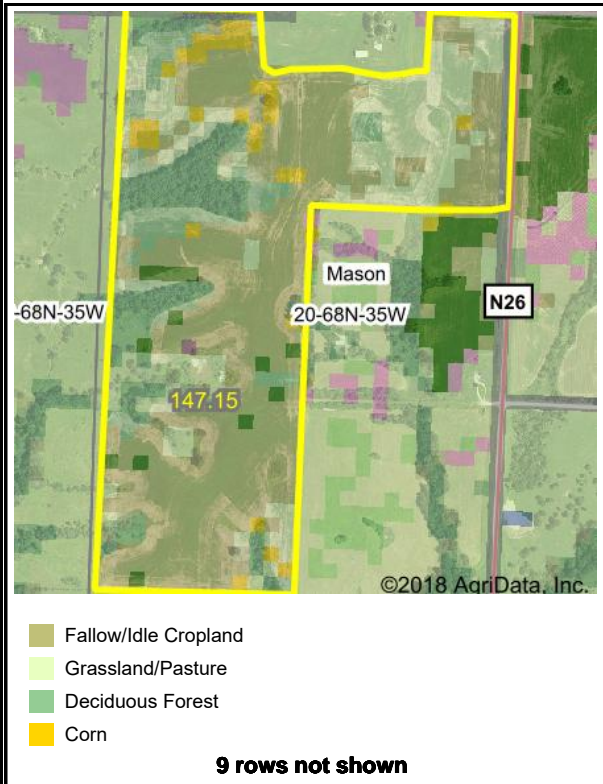 Mason
-68N-35W
20-68N-35W
N26
147.15
©2018 AgriData, Inc.
Fallow/Idle Cropland
Grassland/Pasture
Deciduous Forest
Corn
9 rows not shown